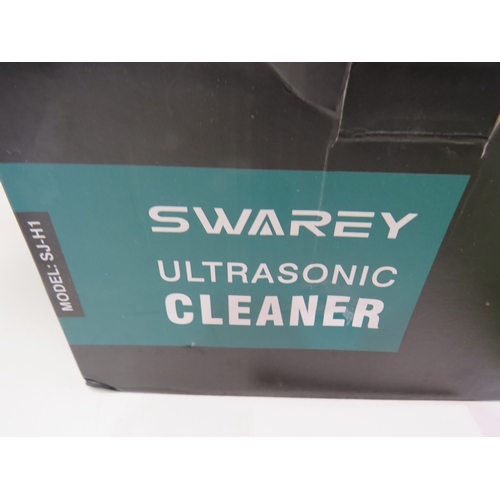 SWAREY
ULTRASONIC
CLEANER
MODEL: SJ-H1